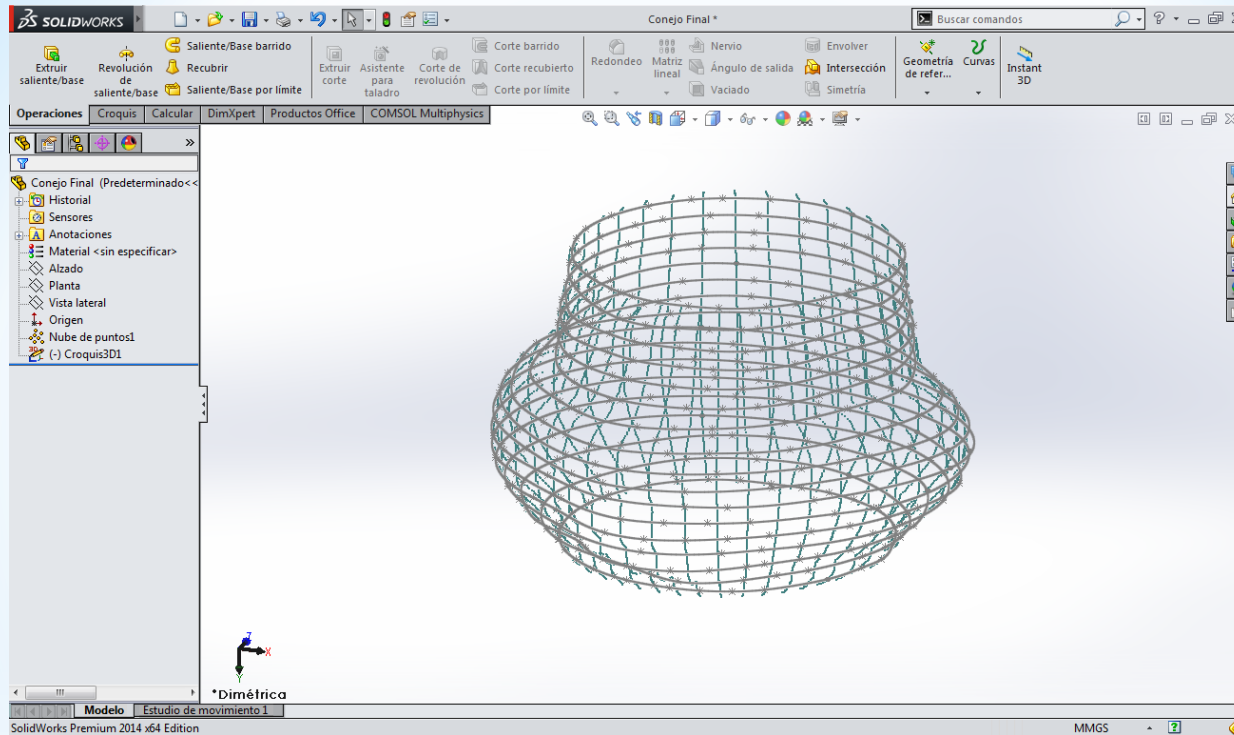 SOLIDWORKS
Conejo Final *
Buscar comandos
Extruir
saliente/base
Revolución
de
saliente/base
Saliente/Base barrido
Recubrir
Saliente/Base por límite
Extruir
corte
Asistente
para
taladro
Corte de
revolución
Corte barrido
Corte recubierto
Corte por límite
Redondeo
Matriz
lineal
Nervio
Ángulo de salida
Vaciado
Envolver
Intersección
Simetría
Geometría
de refer...
Curvas
Instant
3D
Operaciones Croquis Calcular DimXpert Productos Office COMSOL Multiphysics
Conejo Final (Predeterminado<<
Historial
Sensores
Anotaciones
Material <sin especificar>
Alzado
Planta
Vista lateral
Origen
Nube de puntos1
(-) Croquis3D1
Z
X
Y
*Dimétrica
Modelo Estudio de movimiento 1
SolidWorks Premium 2014 x64 Edition
MMGS